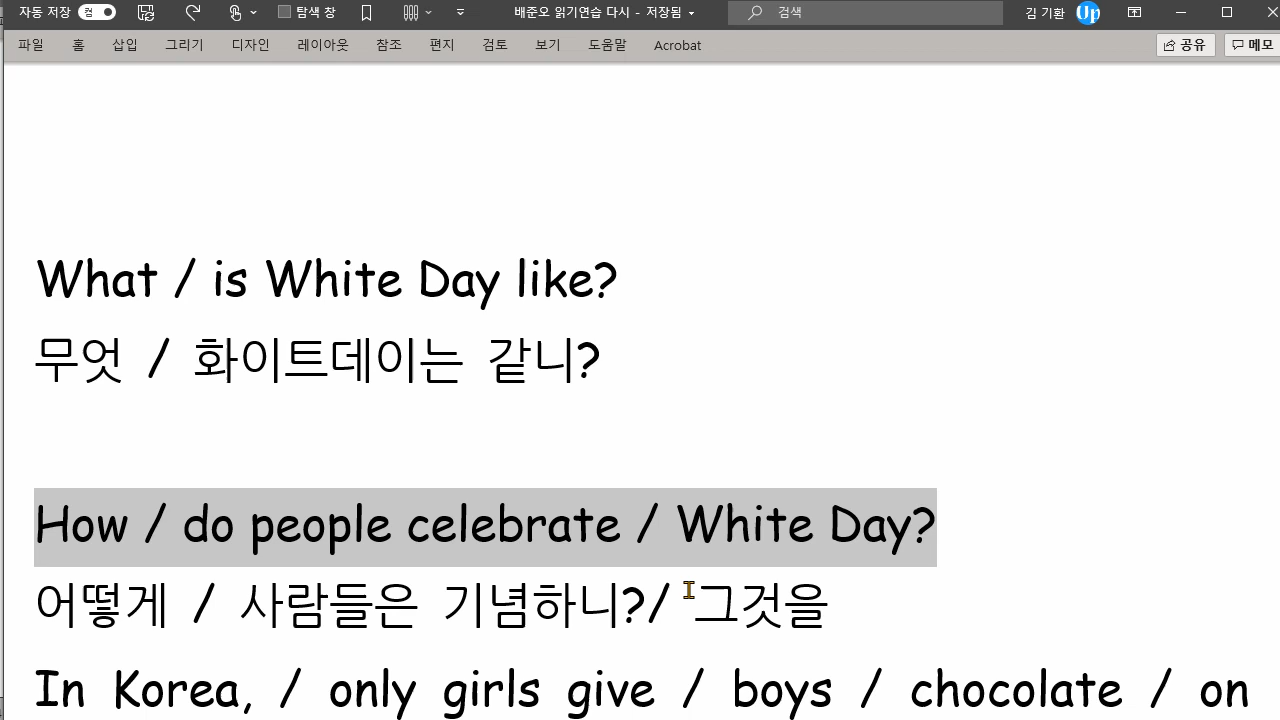 자동 저장 컴 탐색 창 배준오 읽기연습 다시 - 저장됨 검색 김 기환 Up
파일 홈 삽입 그리기 디자인 레이아웃 참조 편지 검토 보기 도움말 Acrobat 공유 메모
What / is White Day like?
무엇 / 화이트데이는 같니?
How / do people celebrate / White Day?
어떻게 / 사람들은 기념하니?/ 그것을
In Korea, / only girls give / boys / chocolate / on